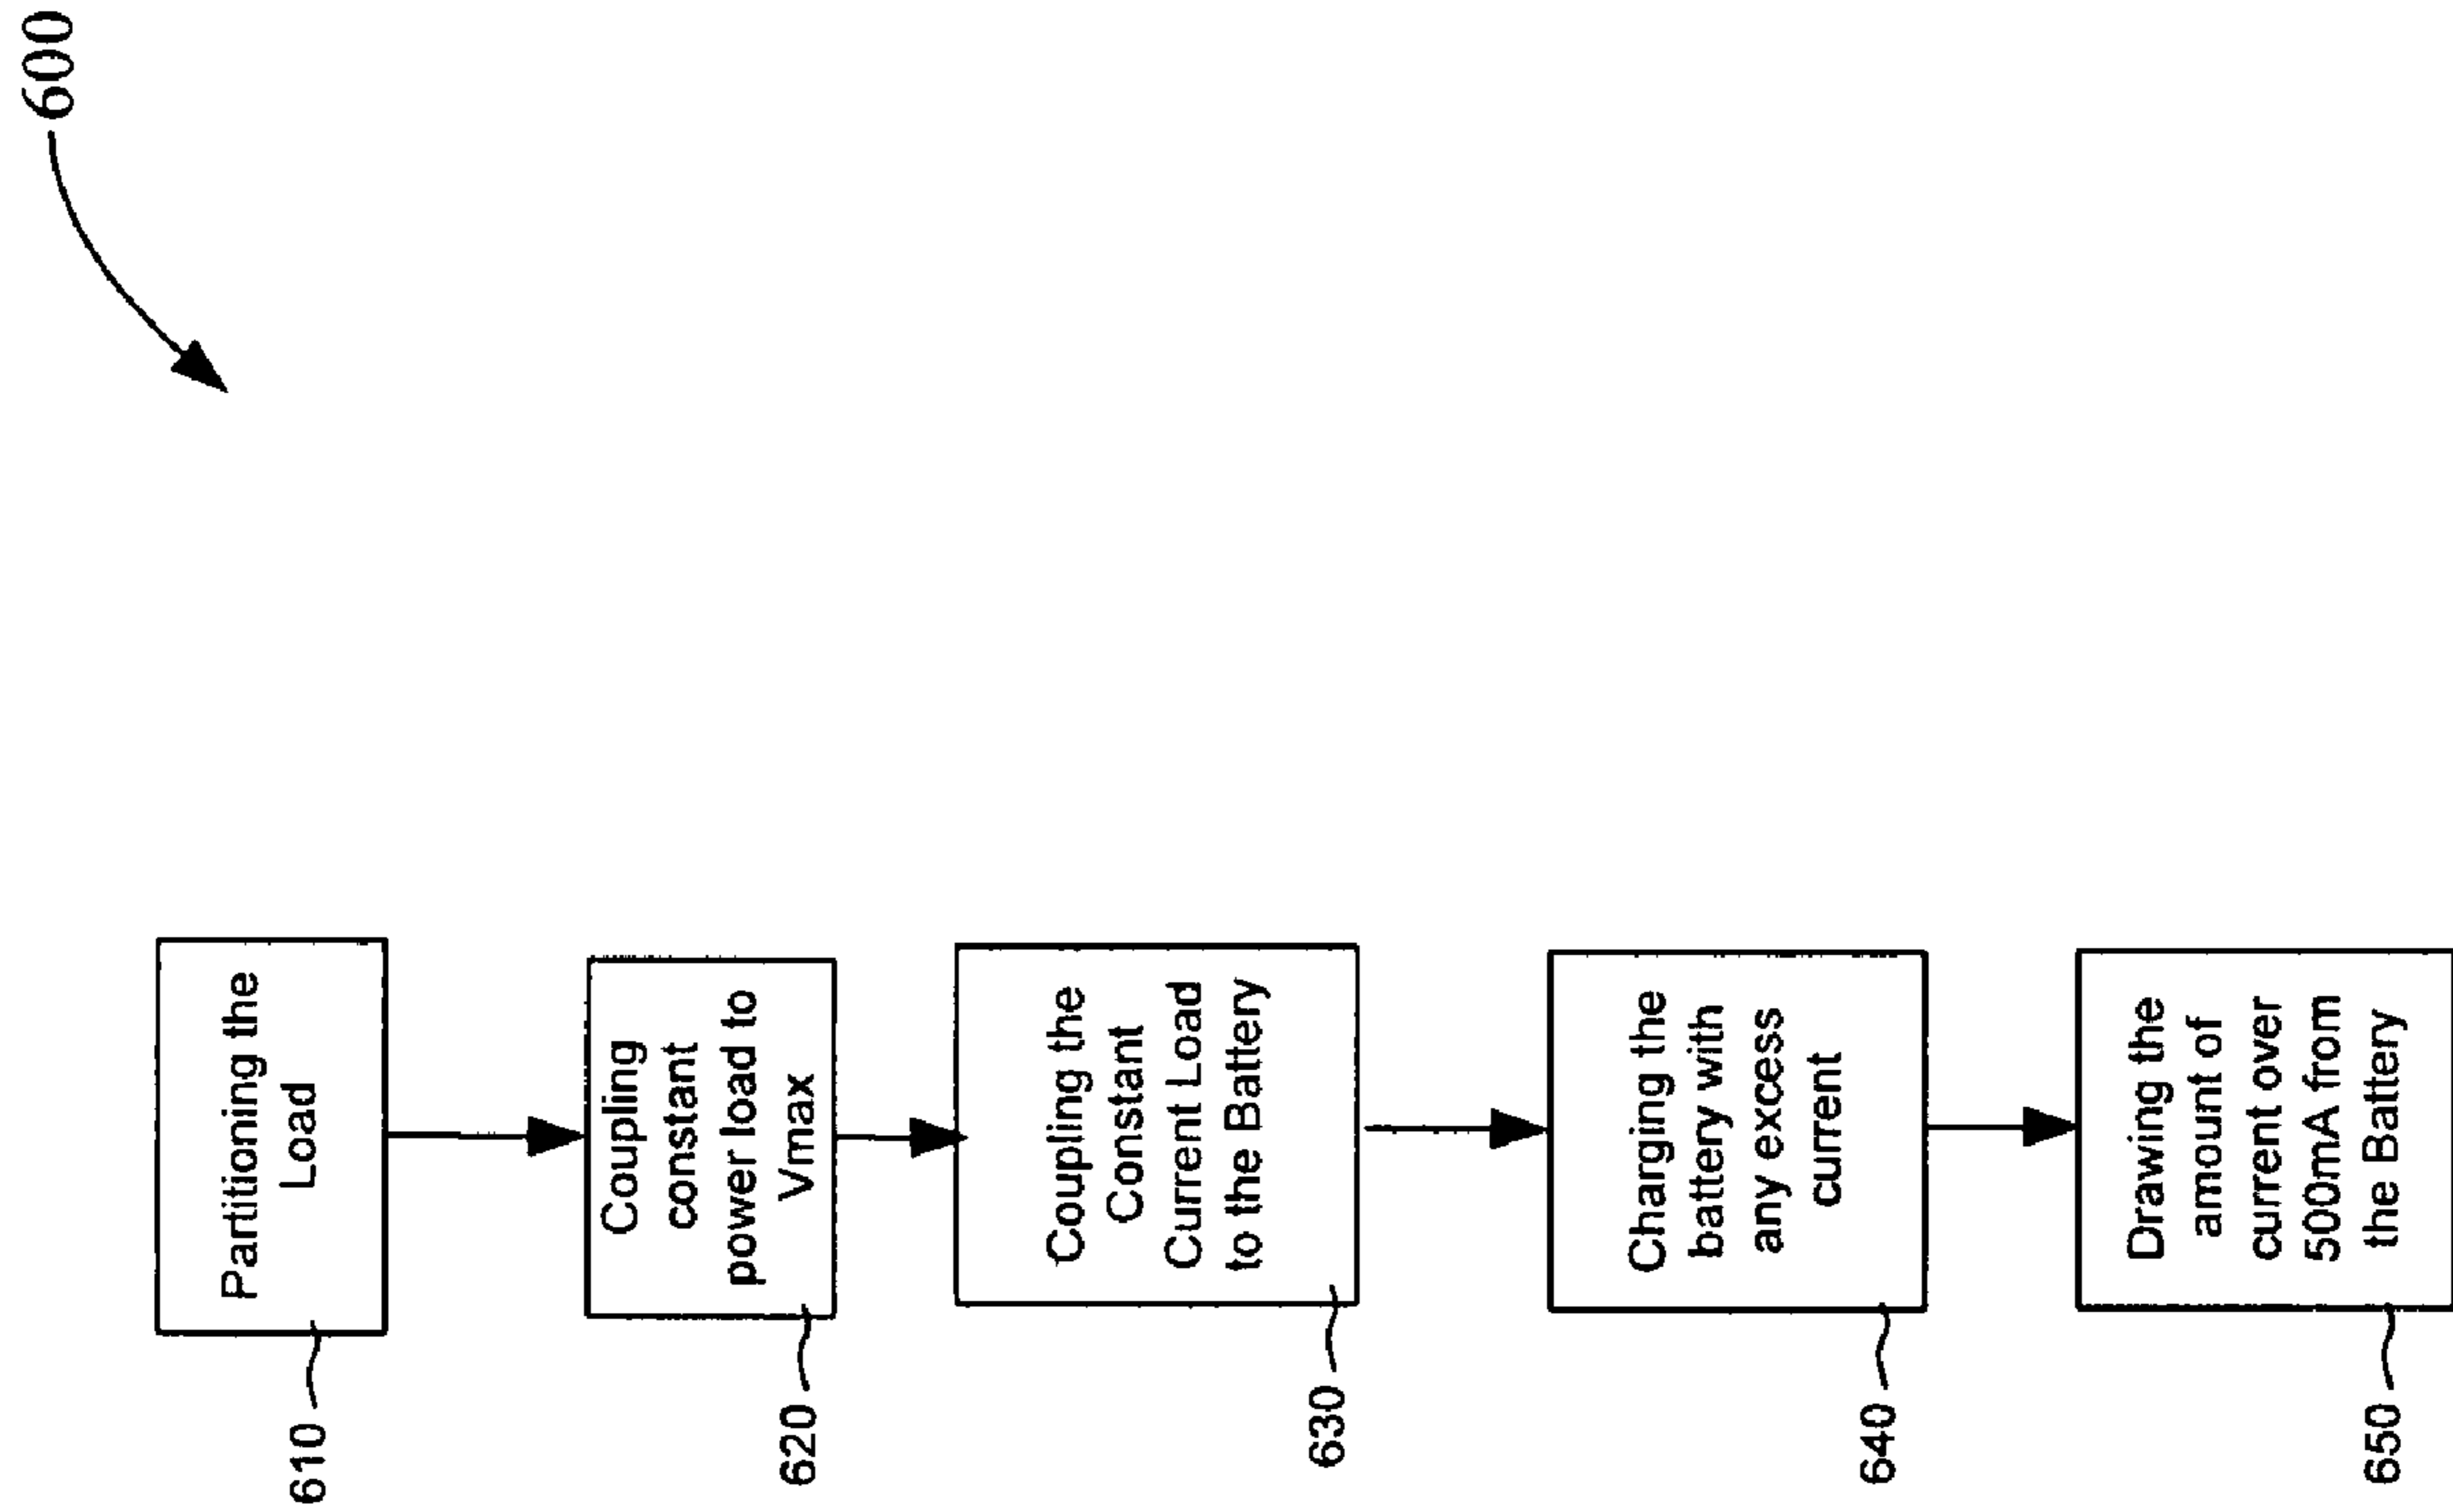 600
Partitioning the
Load
610
Coupling
constant
power load to
Vmax
620
Coupling the
Constant
Current Load
to the Battery
630
Charging the
battery with
any excess
current
640
Drawing the
amount of
current over
500mA from
the Battery
650